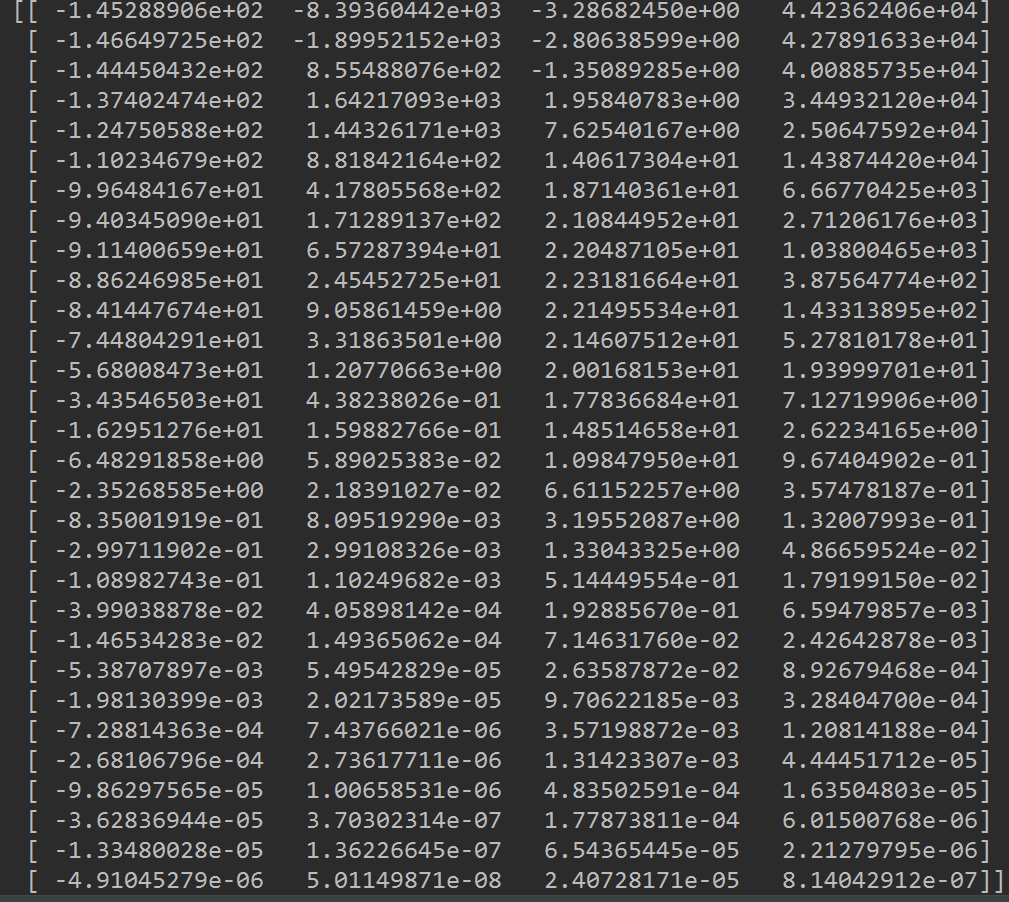 [[ -1.45288906e+02 -8.39360442e+03 -3.28682450e+00 4.42362406e+04]
[ -1.46649725e+02 -1.89952152e+03 -2.80638599e+00 4.27891633e+04]
[ -1.44450432e+02 8.55488076e+02 -1.35089285e+00 4.00885735e+04]
[ -1.37402474e+02 1.64217093e+03 1.95840783e+00 3.44932120e+04]
[ -1.24750588e+02 1.44326171e+03 7.62540167e+00 2.50647592e+04]
[ -1.10234679e+02 8.81842164e+02 1.40617304e+01 1.43874420e+04]
[ -9.96484167e+01 4.17805568e+02 1.87140361e+01 6.66770425e+03]
[ -9.40345090e+01 1.71289137e+02 2.10844952e+01 2.71206176e+03]
[ -9.11400659e+01 6.57287394e+01 2.20487105e+01 1.03800465e+03]
[ -8.86246985e+01 2.45452725e+01 2.23181664e+01 3.87564774e+02]
[ -8.41447674e+01 9.05861459e+00 2.21495534e+01 1.43313895e+02]
[ -7.44804291e+01 3.31863501e+00 2.14607512e+01 5.27810178e+01]
[ -5.68008473e+01 1.20770663e+00 2.00168153e+01 1.93999701e+01]
[ -3.43546503e+01 4.38238026e-01 1.77836684e+01 7.12719906e+00]
[ -1.62951276e+01 1.59882766e-01 1.48514658e+01 2.62234165e+00]
[ -6.48291858e+00 5.89025383e-02 1.09847950e+01 9.67404902e-01]
[ -2.35268585e+00 2.18391027e-02 6.61152257e+00 3.57478187e-01]
[ -8.35001919e-01 8.09519290e-03 3.19552087e+00 1.32007993e-01]
[ -2.99711902e-01 2.99108326e-03 1.33043325e+00 4.86659524e-02]
[ -1.08982743e-01 1.10249682e-03 5.14449554e-01 1.79199150e-02]
[ -3.99038878e-02 4.05898142e-04 1.92885670e-01 6.59479857e-03]
[ -1.46534283e-02 1.49365062e-04 7.14631760e-02 2.42642878e-03]
[ -5.38707897e-03 5.49542829e-05 2.63587872e-02 8.92679468e-04]
[ -1.98130399e-03 2.02173589e-05 9.70622185e-03 3.28404700e-04]
[ -7.28814363e-04 7.43766021e-06 3.57198872e-03 1.20814188e-04]
[ -2.68106796e-04 2.73617711e-06 1.31423307e-03 4.44451712e-05]
[ -9.86297565e-05 1.00658531e-06 4.83502591e-04 1.63504803e-05]
[ -3.62836944e-05 3.70302314e-07 1.77873811e-04 6.01500768e-06]
[ -1.33480028e-05 1.36226645e-07 6.54365445e-05 2.21279795e-06]
[ -4.91045279e-06 5.01149871e-08 2.40728171e-05 8.14042912e-07]]